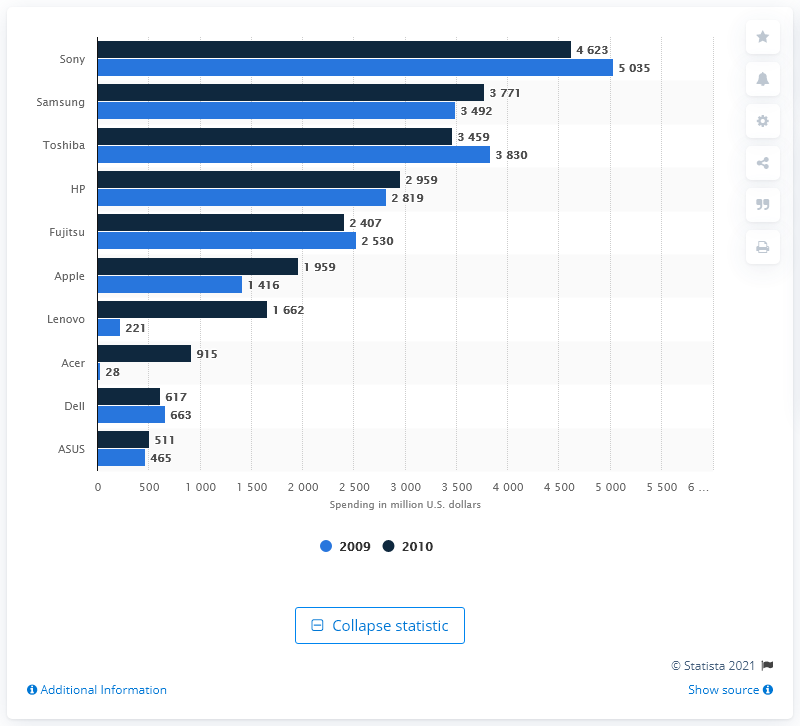 Sony
4 623
5 035
Samsung
3 771
3 492
Toshiba
3 459
3 830
HP
2 959
2 819
Fujitsu
2 407
2 530
Apple
1 959
1 416
Lenovo
1 662
221
Acer
915
28
Dell
617
663
ASUS
511
465
0 500 1 000 1 500 2 000 2 500 3 000 3 500 4 000 4 500 5 000 5 500 6 ...
Spending in million U.S. dollars
2009 2010
Collapse statistic
© Statista 2021
Additional Information
Show source